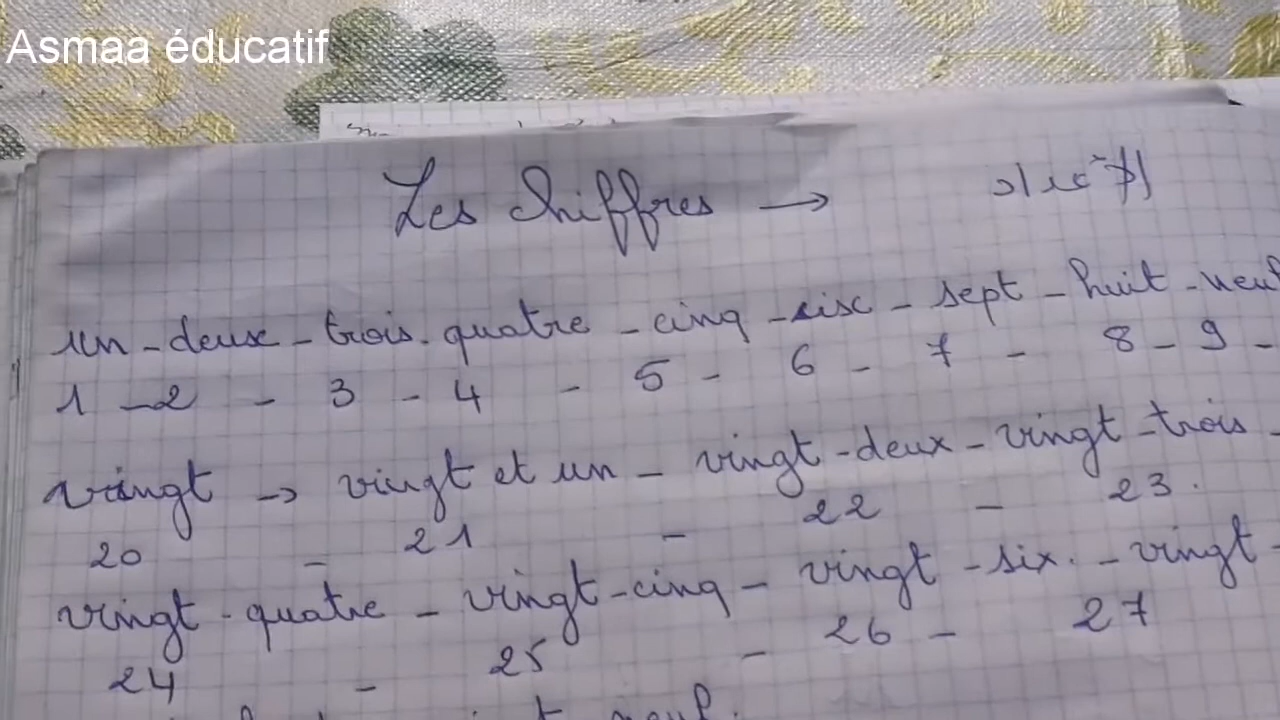 Asmaa éducatif
Les chiffres →
un - deux - trois - quatre - cinq - six - sept - huit - neuf
1 - 2 - 3 - 4 - 5 - 6 - 7 - 8 - 9 -
vingt → vingt et un - vingt-deux - vingt-trois -
20 - 21 - 22 - 23.
vingt-quatre - vingt-cinq - vingt-six. - vingt-
24 - 25 - 26 - 27
neuf.